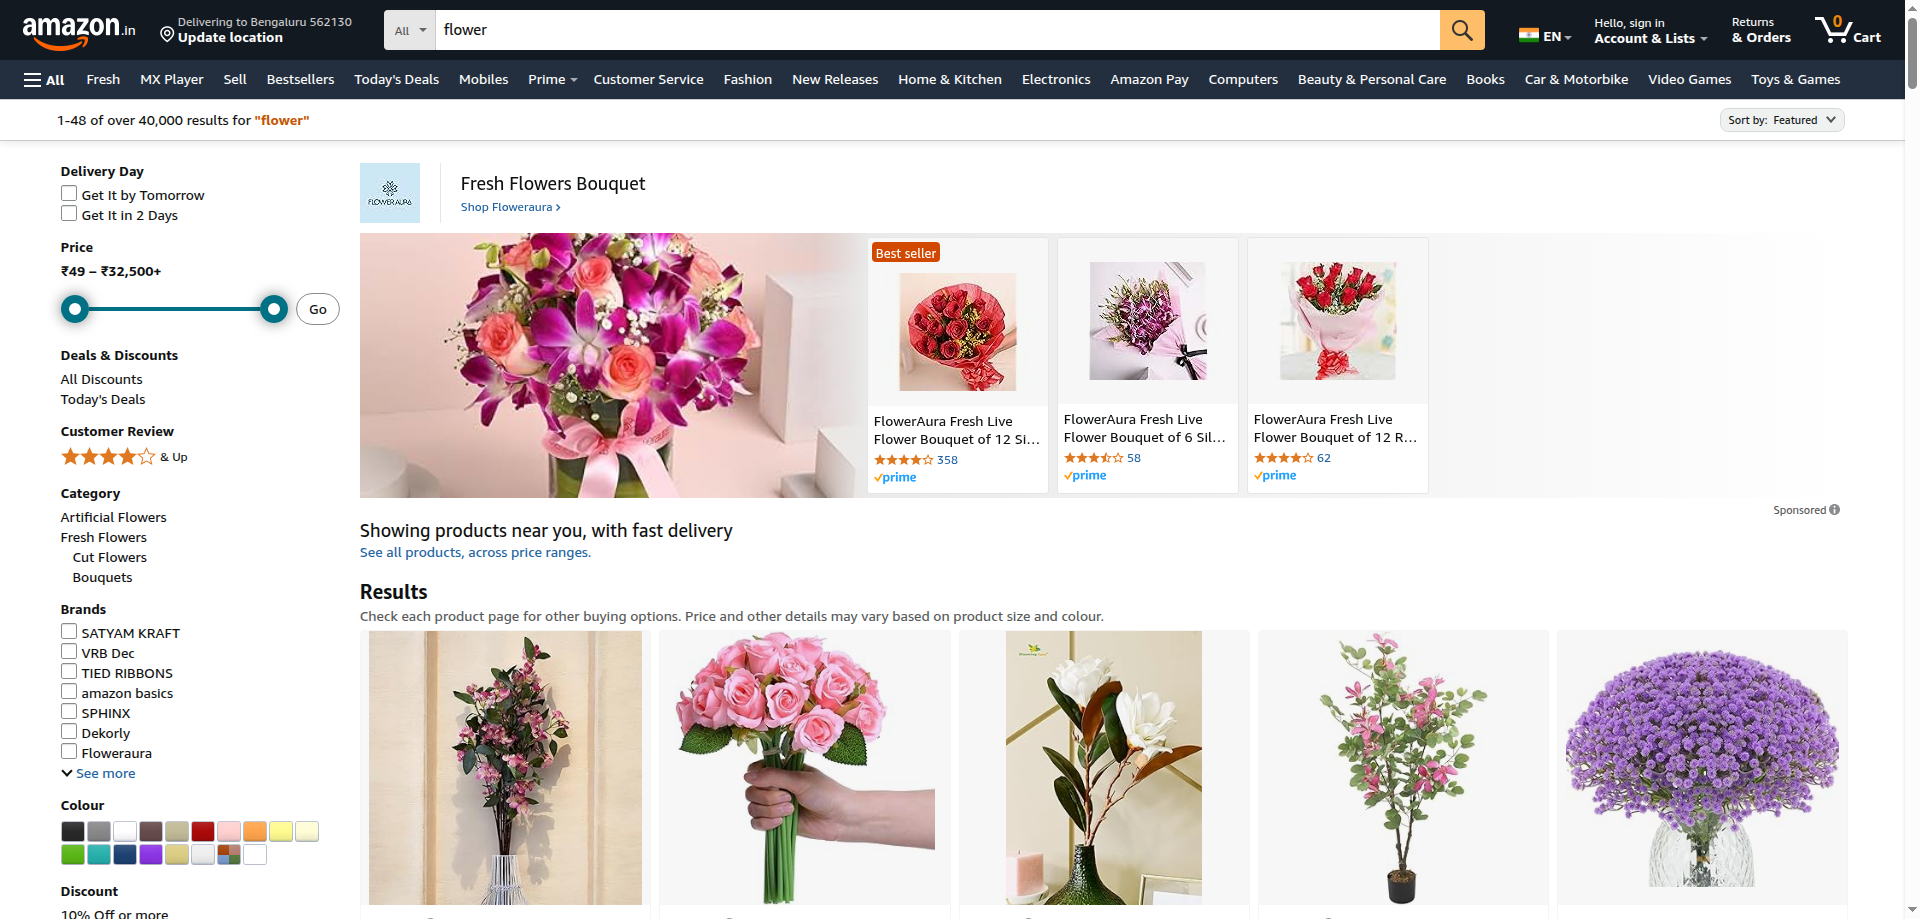 amazon.in
Delivering to Bengaluru 562130
Update location
All
flower
EN
Hello, sign in
Account & Lists
Returns
& Orders
0
Cart
All
Fresh
MX Player
Sell
Bestsellers
Today's Deals
Mobiles
Prime
Customer Service
Fashion
New Releases
Home & Kitchen
Electronics
Amazon Pay
Computers
Beauty & Personal Care
Books
Car & Motorbike
Video Games
Toys & Games
1-48 of over 40,000 results for "flower"
Sort by: Featured
Delivery Day
Get It by Tomorrow
Get It in 2 Days
Price
₹49 – ₹32,500+
Go
Deals & Discounts
All Discounts
Today's Deals
Customer Review
& Up
Category
Artificial Flowers
Fresh Flowers
Cut Flowers
Bouquets
Brands
SATYAM KRAFT
VRB Dec
TIED RIBBONS
amazon basics
SPHINX
Dekorly
Floweraura
See more
Colour
Discount
10% Off or more
FLOWERAURA
Fresh Flowers Bouquet
Shop Floweraura ›
Best seller
FlowerAura Fresh Live
Flower Bouquet of 12 Si...
358
prime
FlowerAura Fresh Live
Flower Bouquet of 6 Sil...
58
prime
FlowerAura Fresh Live
Flower Bouquet of 12 R...
62
prime
Sponsored
Showing products near you, with fast delivery
See all products, across price ranges.
Results
Check each product page for other buying options. Price and other details may vary based on product size and colour.